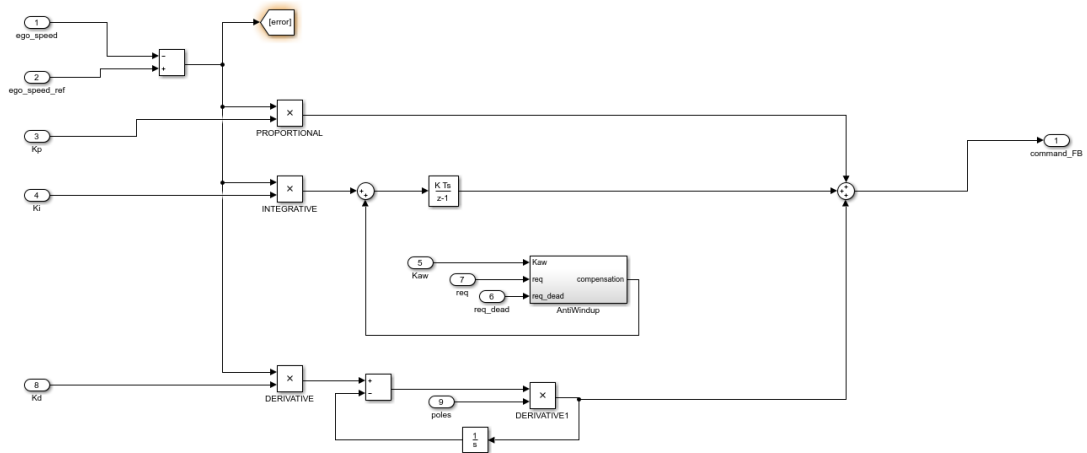 1
ego_speed
[error]
−
+
2
ego_speed_ref
×
PROPORTIONAL
3
Kp
1
command_FB
×
INTEGRATIVE
4
Ki
+
+
K Ts
z-1
+
+
+
5
Kaw
7
req
6
req_dead
Kaw
req
compensation
req_dead
AntiWindup
8
Kd
×
DERIVATIVE
+
−
9
poles
×
DERIVATIVE1
1
s